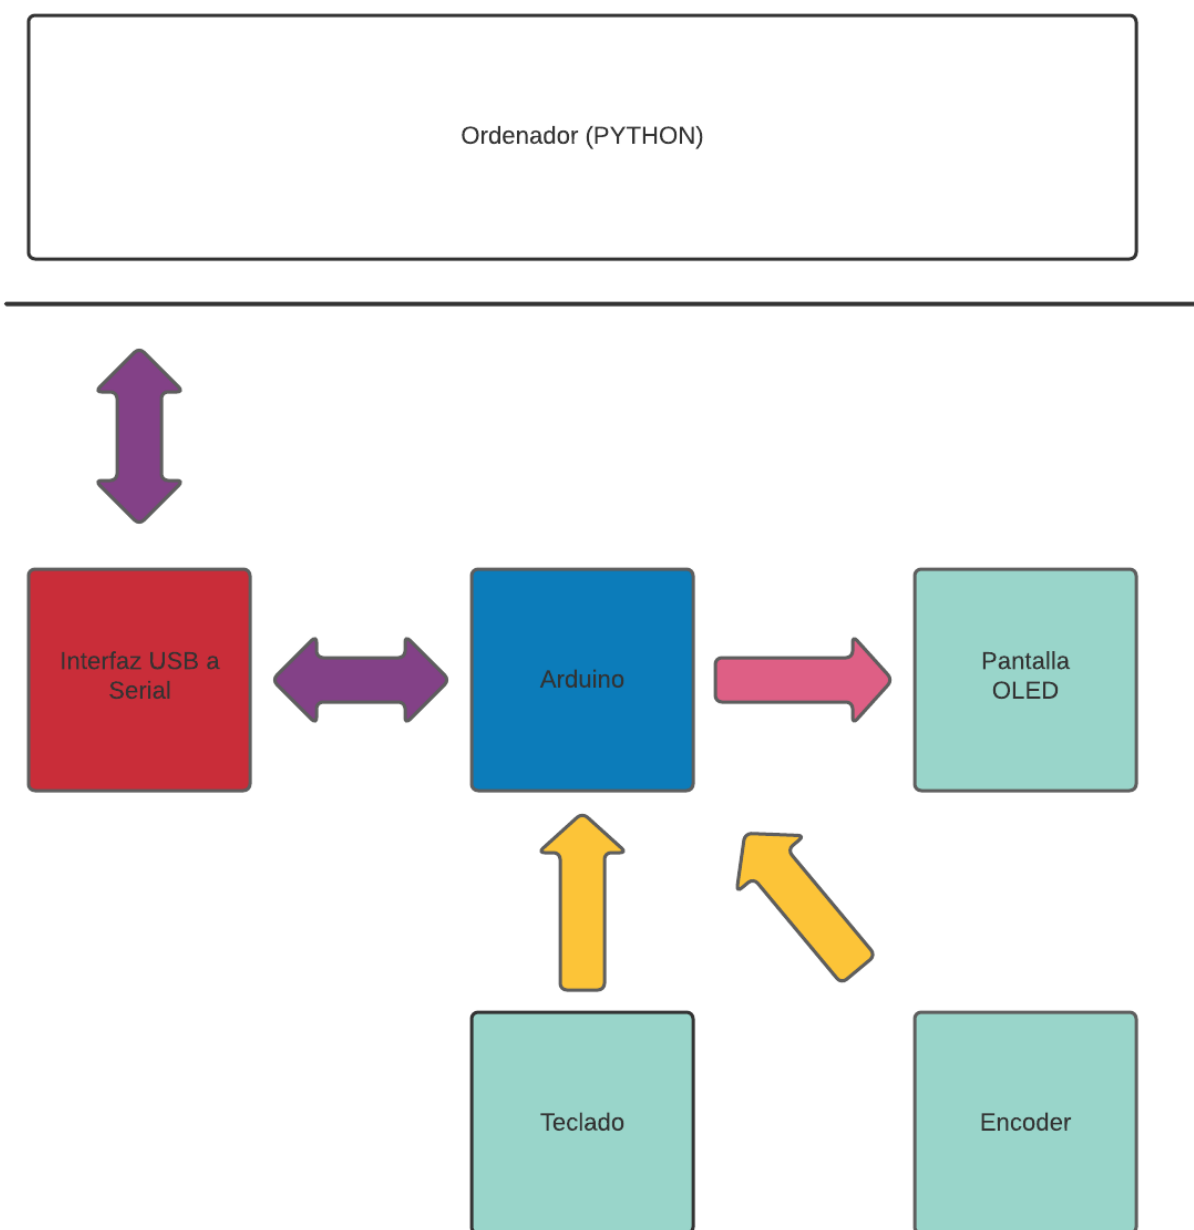 Ordenador (PYTHON)
Interfaz USB a
Serial
Arduino
Pantalla
OLED
Teclado
Encoder